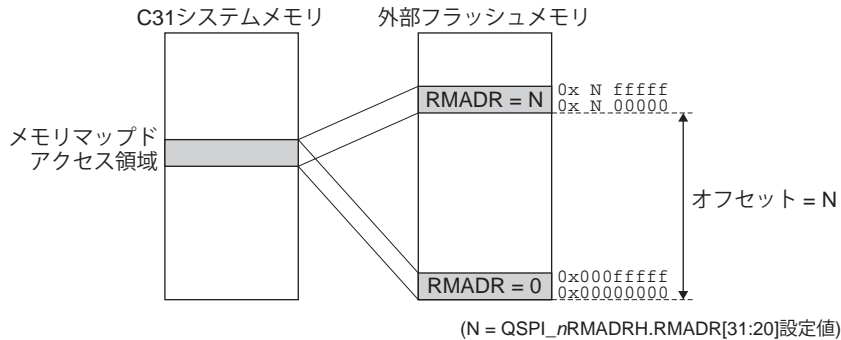 C31システムメモリ
外部フラッシュメモリ
RMADR = N
0x N fffff
0x N 00000
メモリマップド
アクセス領域
オフセット = N
RMADR = 0
0x000fffff
0x00000000
(N = QSPI_nRMADRH.RMADR[31:20]設定値)